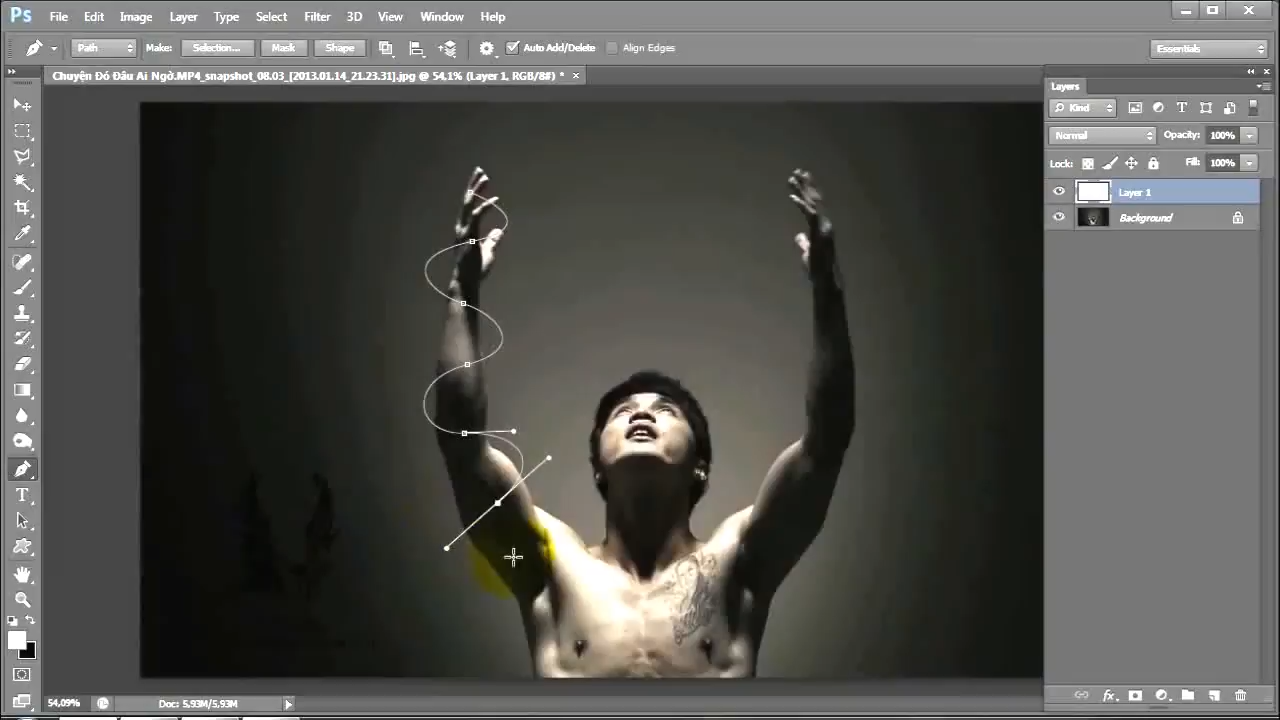 Ps File Edit Image Layer Type Select Filter 3D View Window Help
Path Make: Selection... Mask Shape Auto Add/Delete Align Edges Essentials
Chuyện Đó Đâu Ai Ngờ.MP4_snapshot_08.03_[2013.01.14_21.23.31].jpg @ 54,1% (Layer 1, RGB/8#) *
Layers
Kind
Normal Opacity: 100%
Lock: Fill: 100%
Layer 1
Background
54,09% Doc: 5,93M/5,93M